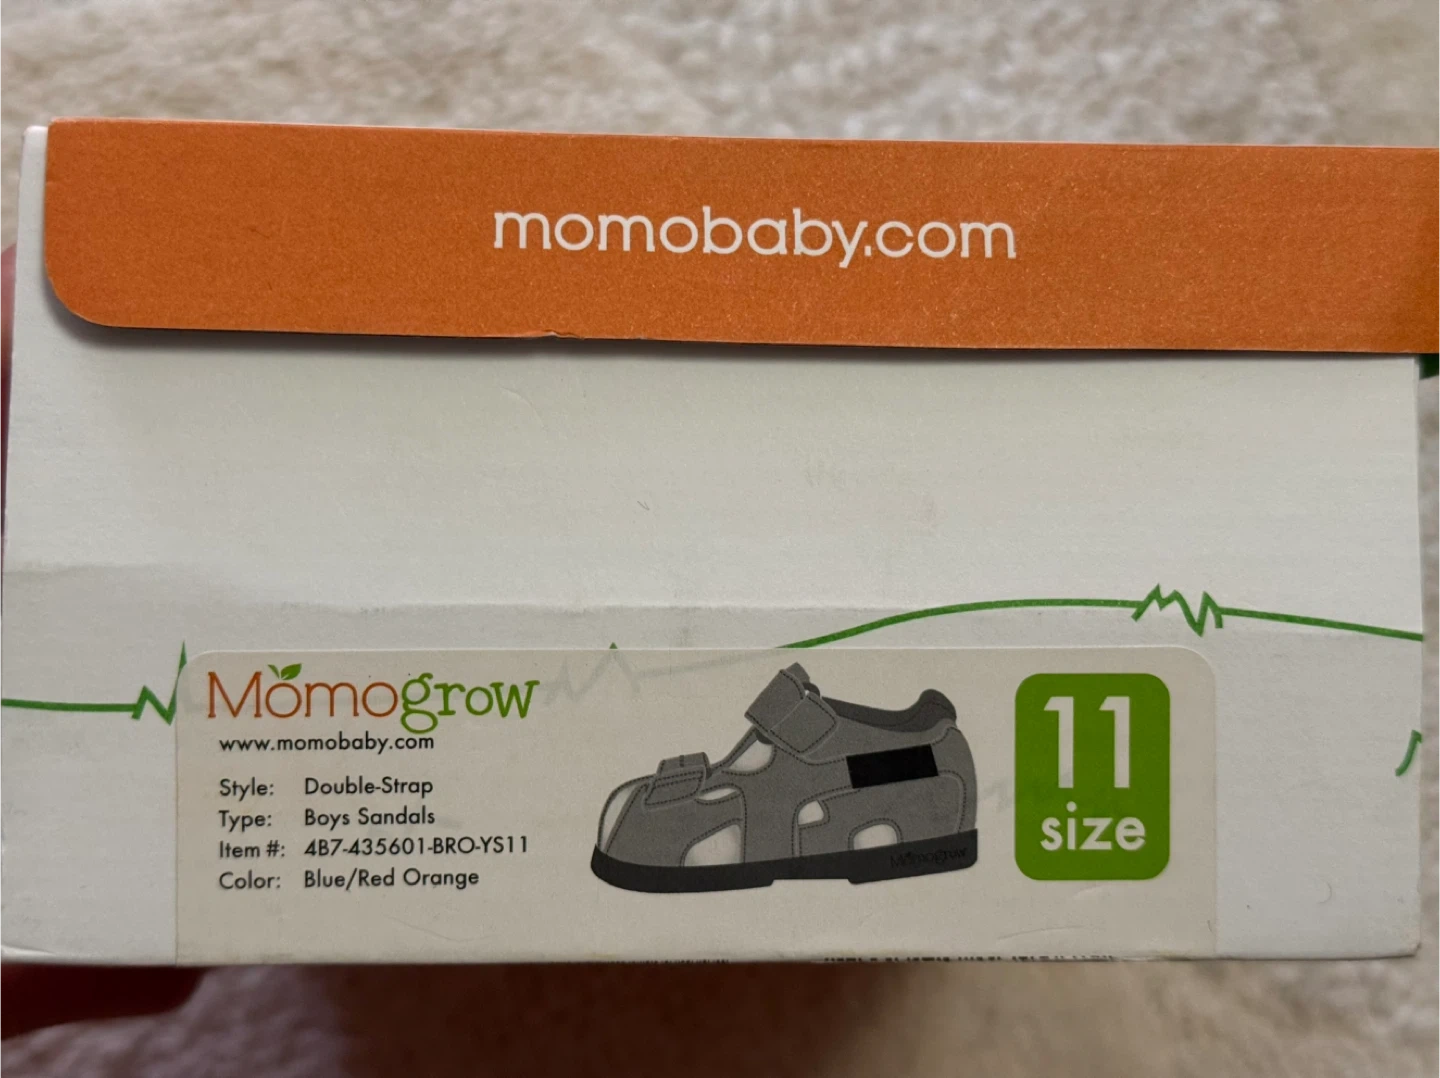 momobaby.com
Momogrow
www.momobaby.com
Style: Double-Strap
Type: Boys Sandals
Item #: 4B7-435601-BRO-YS11
Color: Blue/Red Orange
Momogrow
11
size